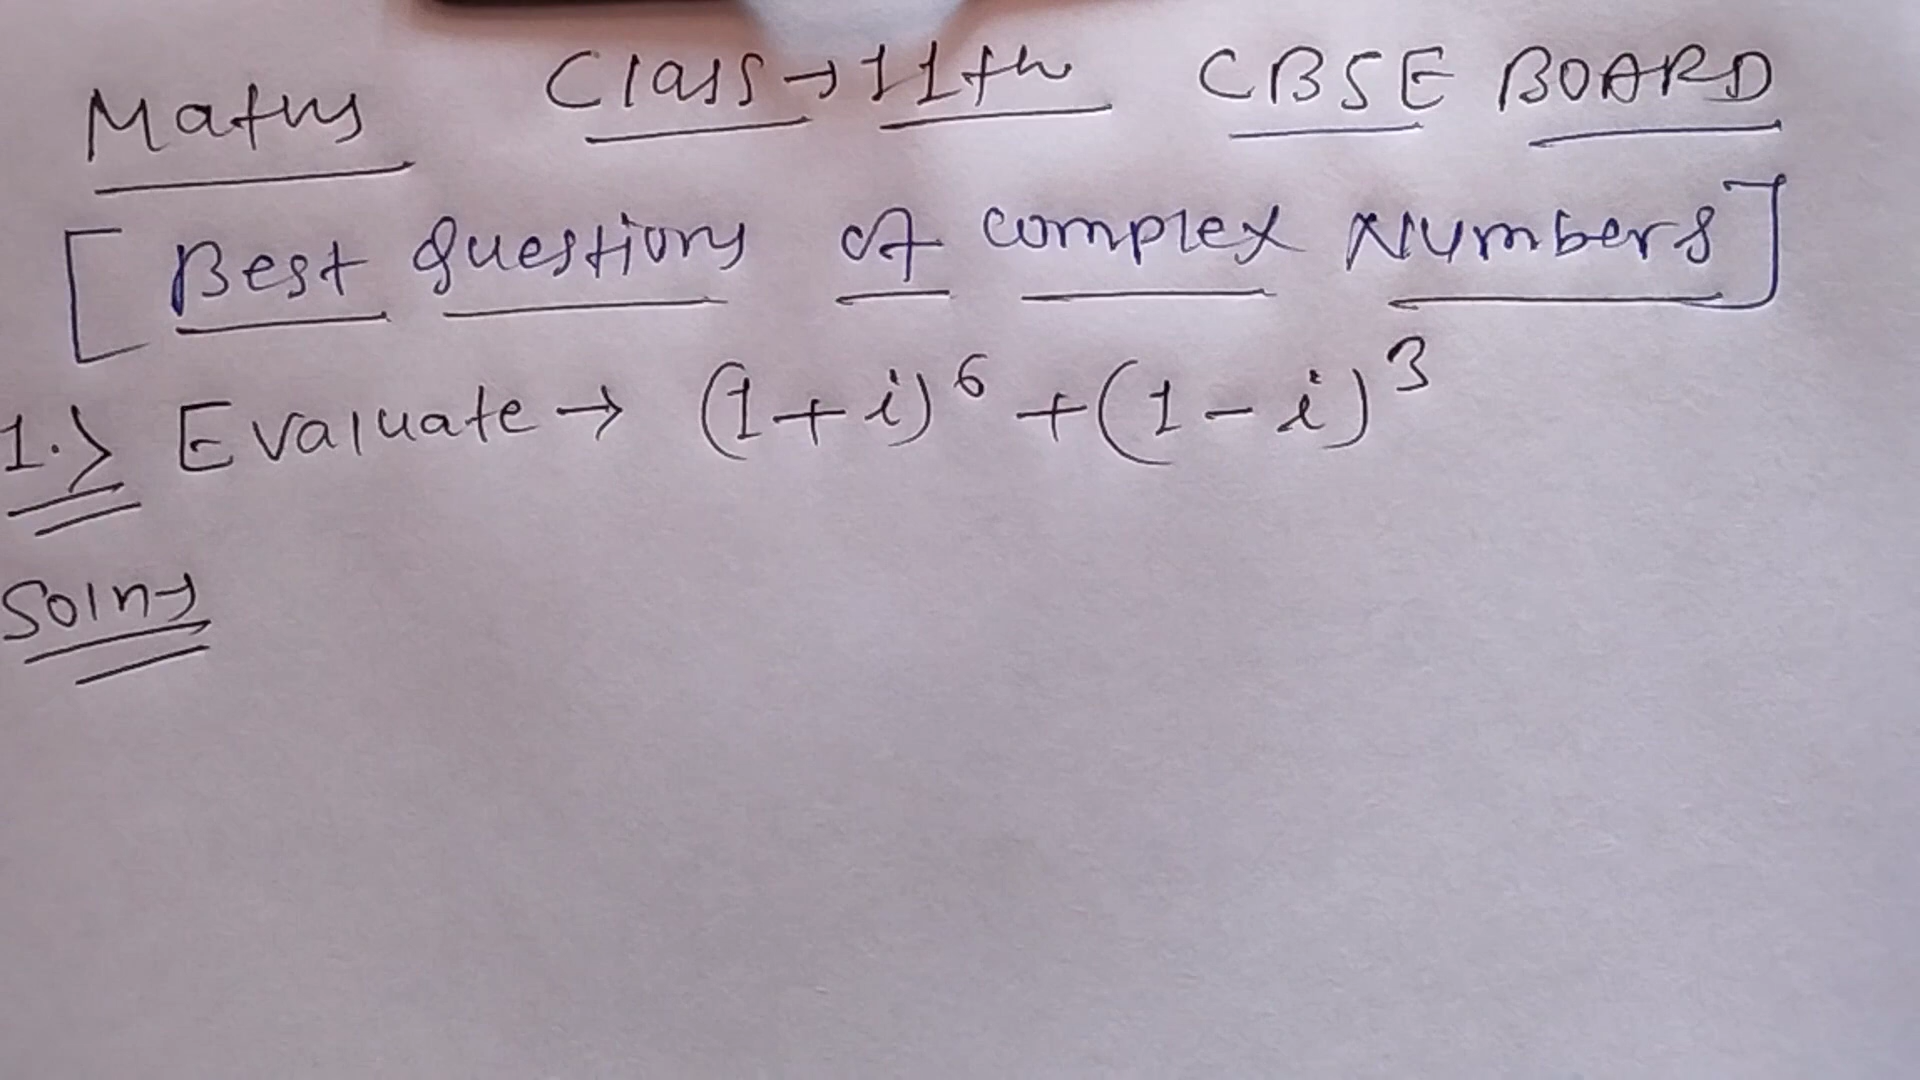 Maths Class → 11th CBSE BOARD
[Best Questions of complex Numbers]
1.> Evaluate → (1+i)⁶ + (1-i)³
Soln→